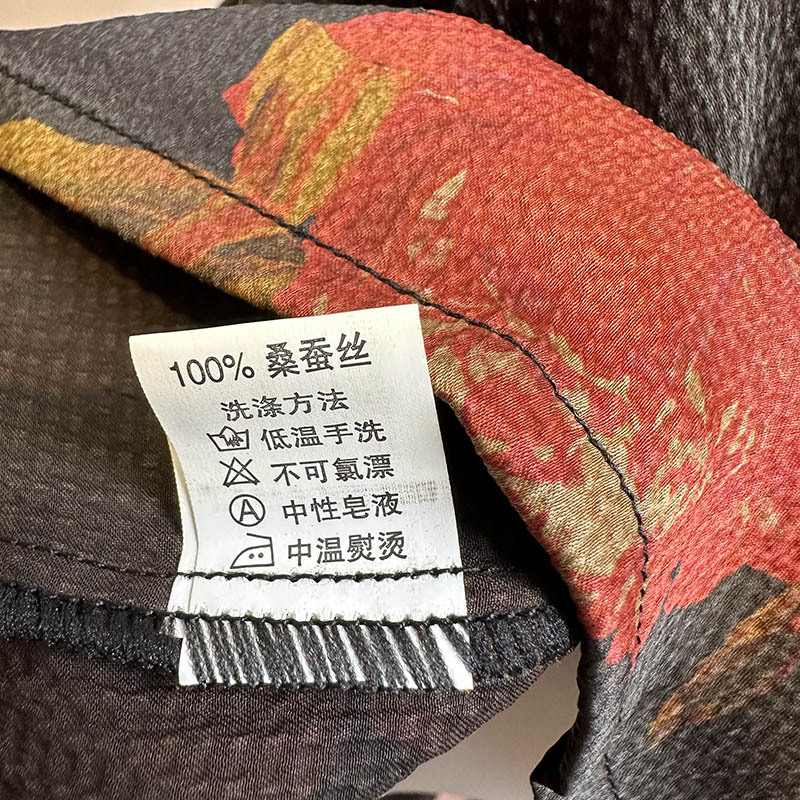 100% 桑蚕丝
洗涤方法
低温手洗
不可氯漂
A 中性皂液
中温熨烫